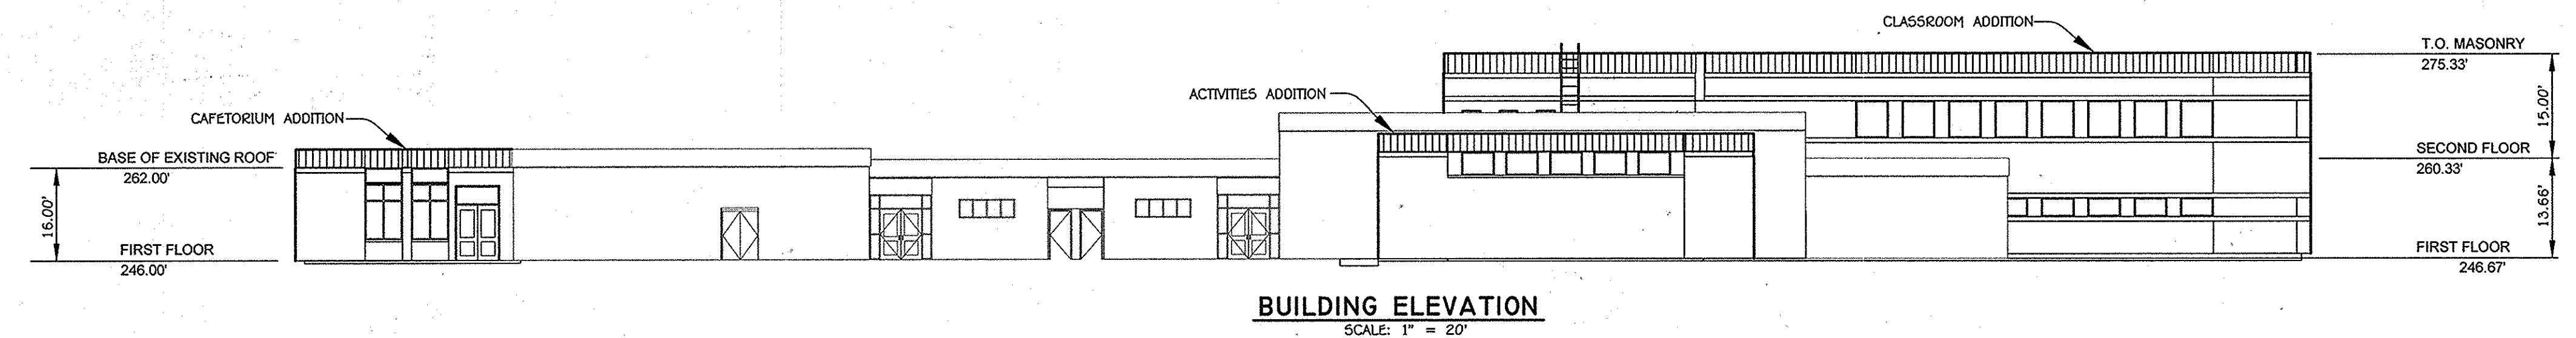 CLASSROOM ADDITION
T.O. MASONRY
275.33'
ACTIVITIES ADDITION
15.00'
CAFETORIUM ADDITION
BASE OF EXISTING ROOF
262.00'
SECOND FLOOR
260.33'
16.00'
13.66'
FIRST FLOOR
246.00'
FIRST FLOOR
246.67'
BUILDING ELEVATION
SCALE: 1" = 20'